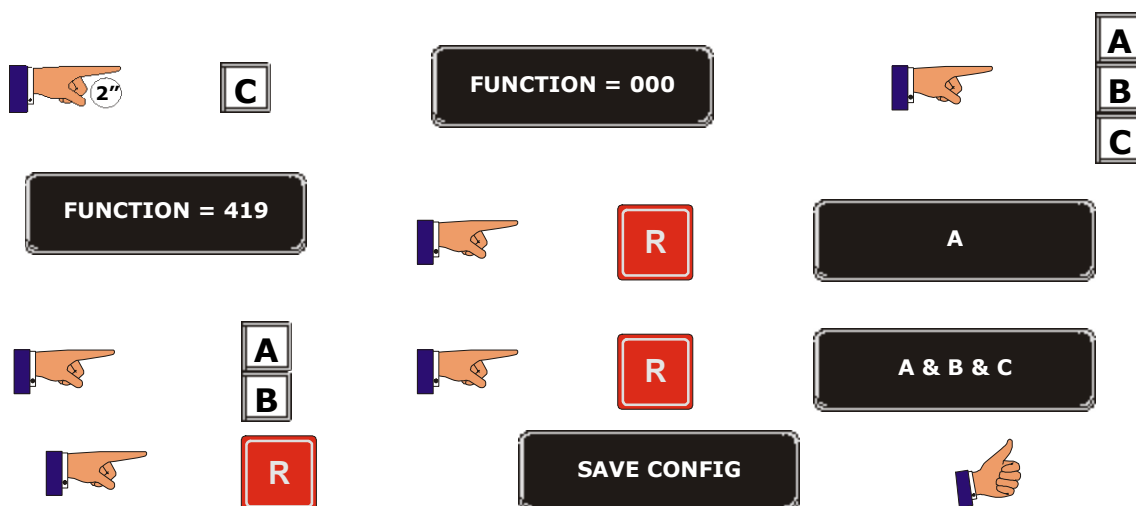 2”
C
FUNCTION = 000
A
B
C
FUNCTION = 419
R
A
A
B
R
A & B & C
R
SAVE CONFIG